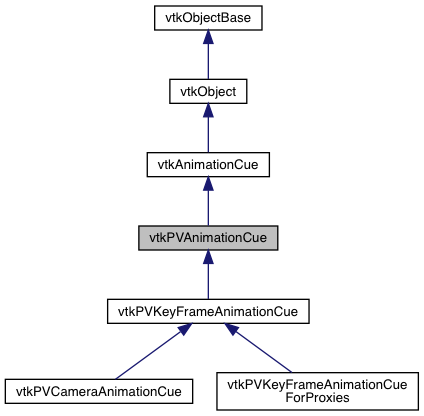 vtkObjectBase
vtkObject
vtkAnimationCue
vtkPVAnimationCue
vtkPVKeyFrameAnimationCue
vtkPVCameraAnimationCue
vtkPVKeyFrameAnimationCue
ForProxies